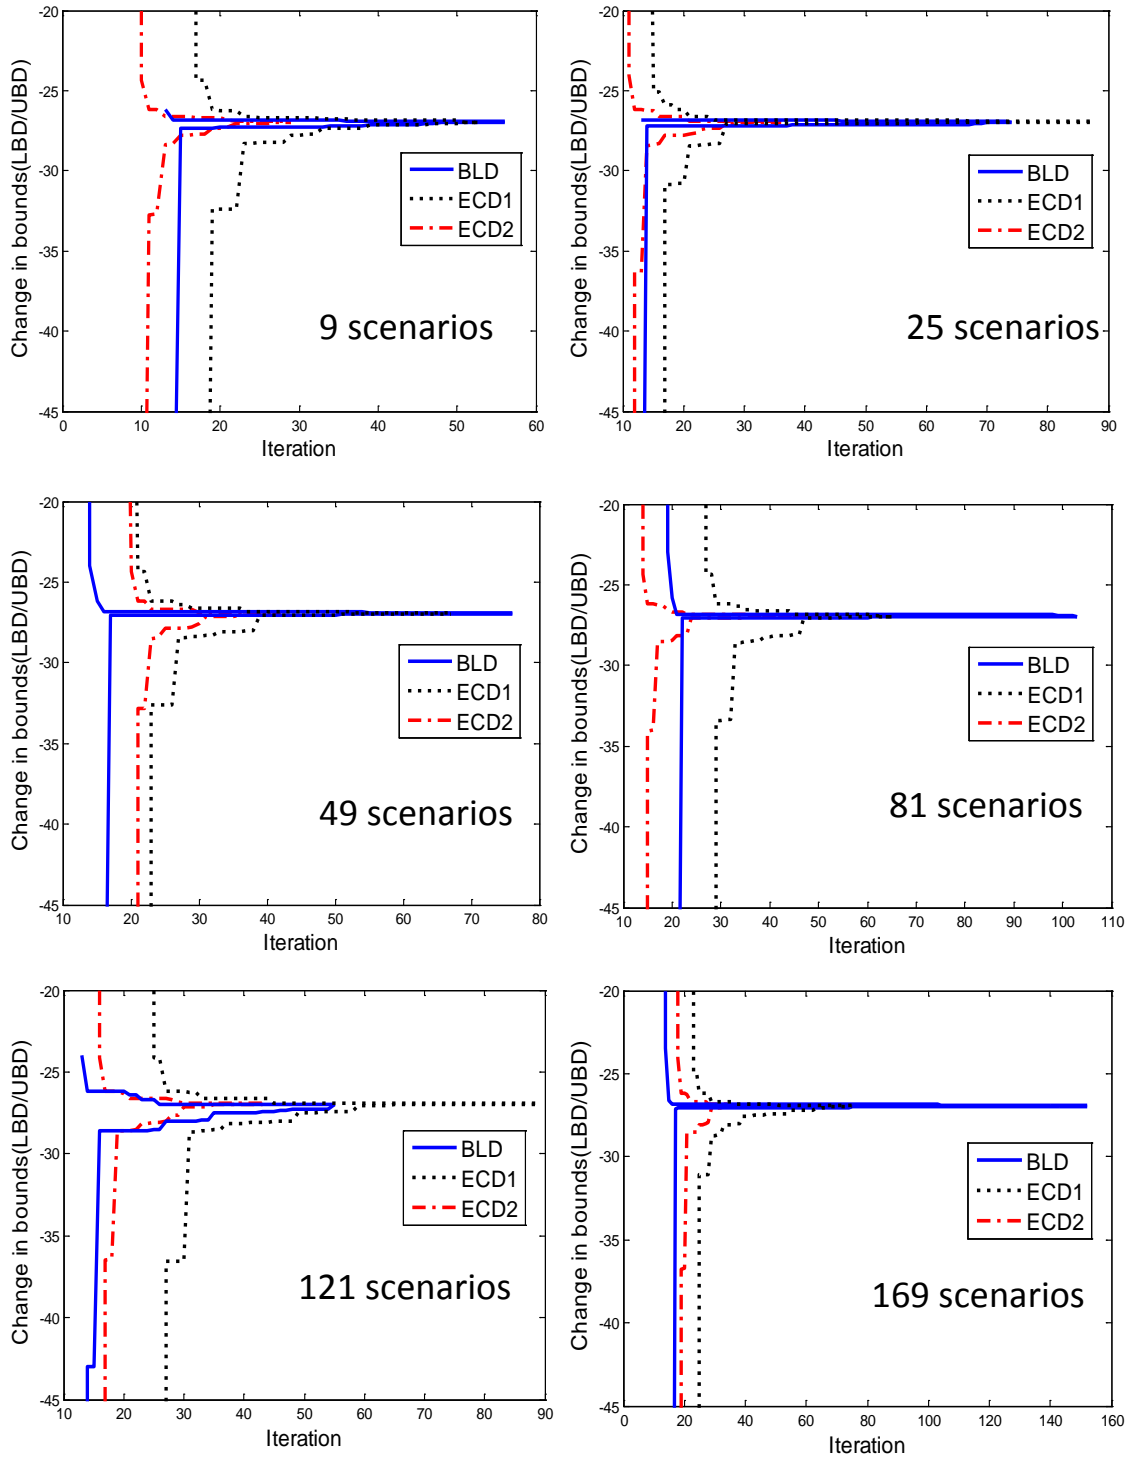 Change in bounds(LBD/UBD)
-20
-25
-30
-35
-40
-45
BLD
ECD1
ECD2
9 scenarios
0 10 20 30 40 50 60
Iteration
Change in bounds(LBD/UBD)
-20
-25
-30
-35
-40
-45
BLD
ECD1
ECD2
25 scenarios
10 20 30 40 50 60 70 80 90
Iteration
Change in bounds(LBD/UBD)
-20
-25
-30
-35
-40
-45
BLD
ECD1
ECD2
49 scenarios
10 20 30 40 50 60 70 80
Iteration
Change in bounds(LBD/UBD)
-20
-25
-30
-35
-40
-45
BLD
ECD1
ECD2
81 scenarios
10 20 30 40 50 60 70 80 90 100 110
Iteration
Change in bounds(LBD/UBD)
-20
-25
-30
-35
-40
-45
BLD
ECD1
ECD2
121 scenarios
10 20 30 40 50 60 70 80 90
Iteration
Change in bounds(LBD/UBD)
-20
-25
-30
-35
-40
-45
BLD
ECD1
ECD2
169 scenarios
0 20 40 60 80 100 120 140 160
Iteration